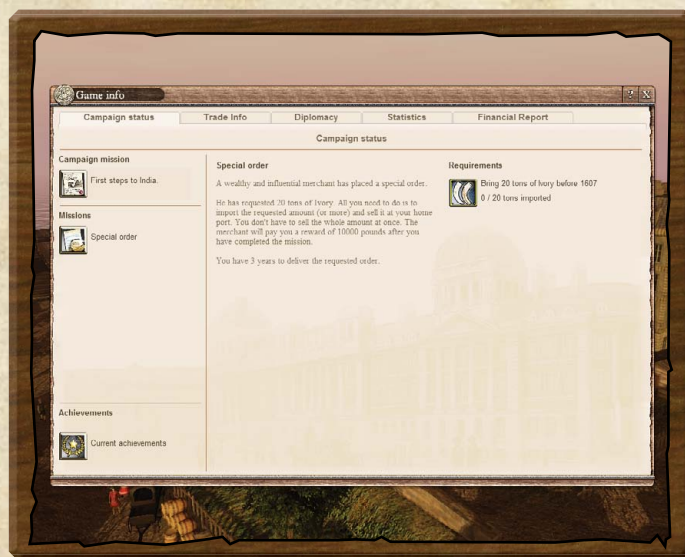 Game info
? X
Campaign status
Trade Info
Diplomacy
Statistics
Financial Report
Campaign status
Campaign mission
First steps to India.
Missions
Special order
Achievements
Current achievements
Special order
A wealthy and influential merchant has placed a special order.
He has requested 20 tons of Ivory. All you need to do is to
import the requested amount (or more) and sell it at your home
port. You don't have to sell the whole amount at once. The
merchant will pay you a reward of 10000 pounds after you
have completed the mission.
You have 3 years to deliver the requested order.
Requirements
Bring 20 tons of Ivory before 1607
0 / 20 tons imported